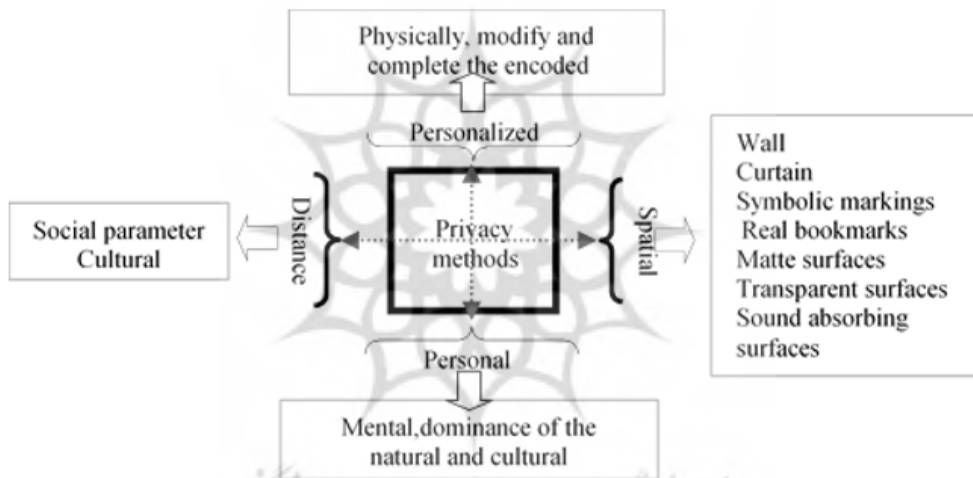 Physically, modify and
complete the encoded
Personalized
Social parameter
Cultural
Distance
Privacy
methods
Spatial
Wall
Curtain
Symbolic markings
Real bookmarks
Matte surfaces
Transparent surfaces
Sound absorbing
surfaces
Personal
Mental,dominance of the
natural and cultural